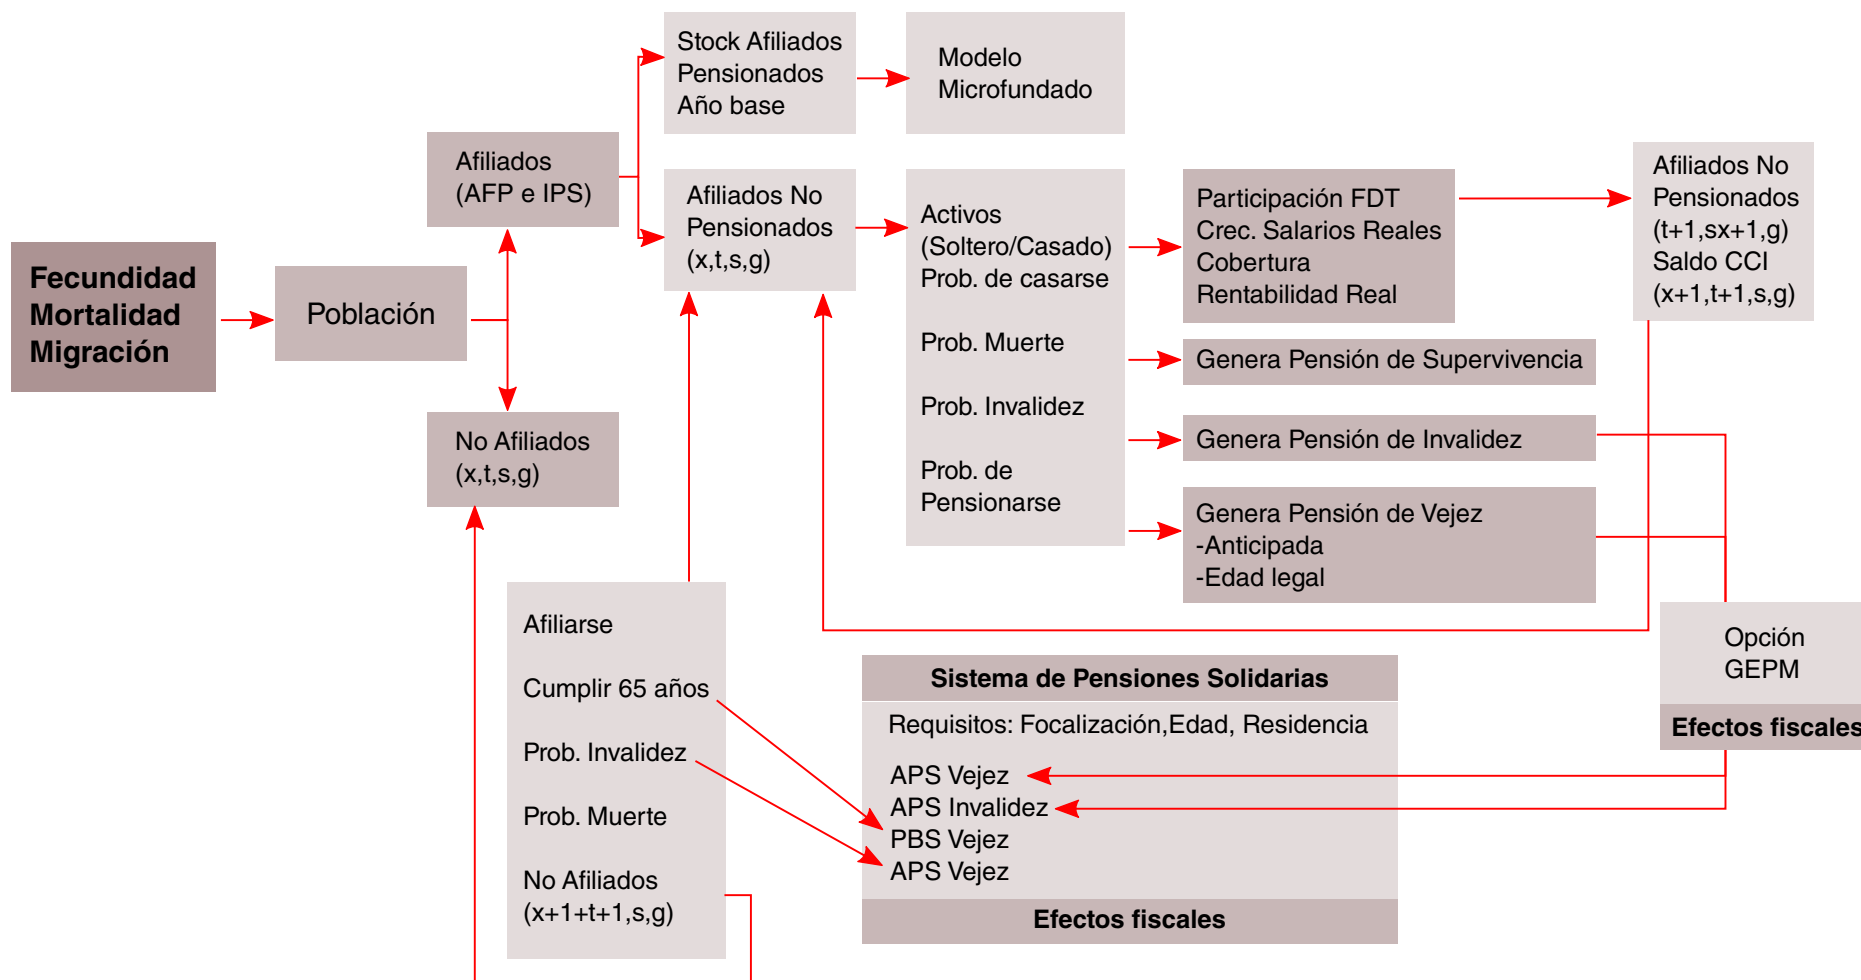 Fecundidad
Mortalidad
Migración
Población
Afiliados
(AFP e IPS)
No Afiliados
(x,t,s,g)
Stock Afiliados
Pensionados
Año base
Modelo
Microfundado
Afiliados No
Pensionados
(x,t,s,g)
Activos
(Soltero/Casado)
Prob. de casarse
Prob. Muerte
Prob. Invalidez
Prob. de
Pensionarse
Participación FDT
Crec. Salarios Reales
Cobertura
Rentabilidad Real
Genera Pensión de Supervivencia
Genera Pensión de Invalidez
Genera Pensión de Vejez
-Anticipada
-Edad legal
Afiliados No
Pensionados
(t+1,sx+1,g)
Saldo CCI
(x+1,t+1,s,g)
Opción
GEPM
Efectos fiscales
Afiliarse
Cumplir 65 años
Prob. Invalidez
Prob. Muerte
No Afiliados
(x+1+t+1,s,g)
Sistema de Pensiones Solidarias
Requisitos: Focalización,Edad, Residencia
APS Vejez
APS Invalidez
PBS Vejez
APS Vejez
Efectos fiscales